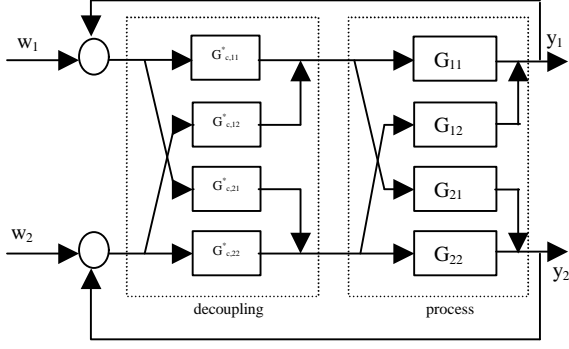 w₁
y₁
G*c,11
G₁₁
G*c,12
G₁₂
G*c,21
G₂₁
w₂
G*c,22
G₂₂
y₂
decoupling
process